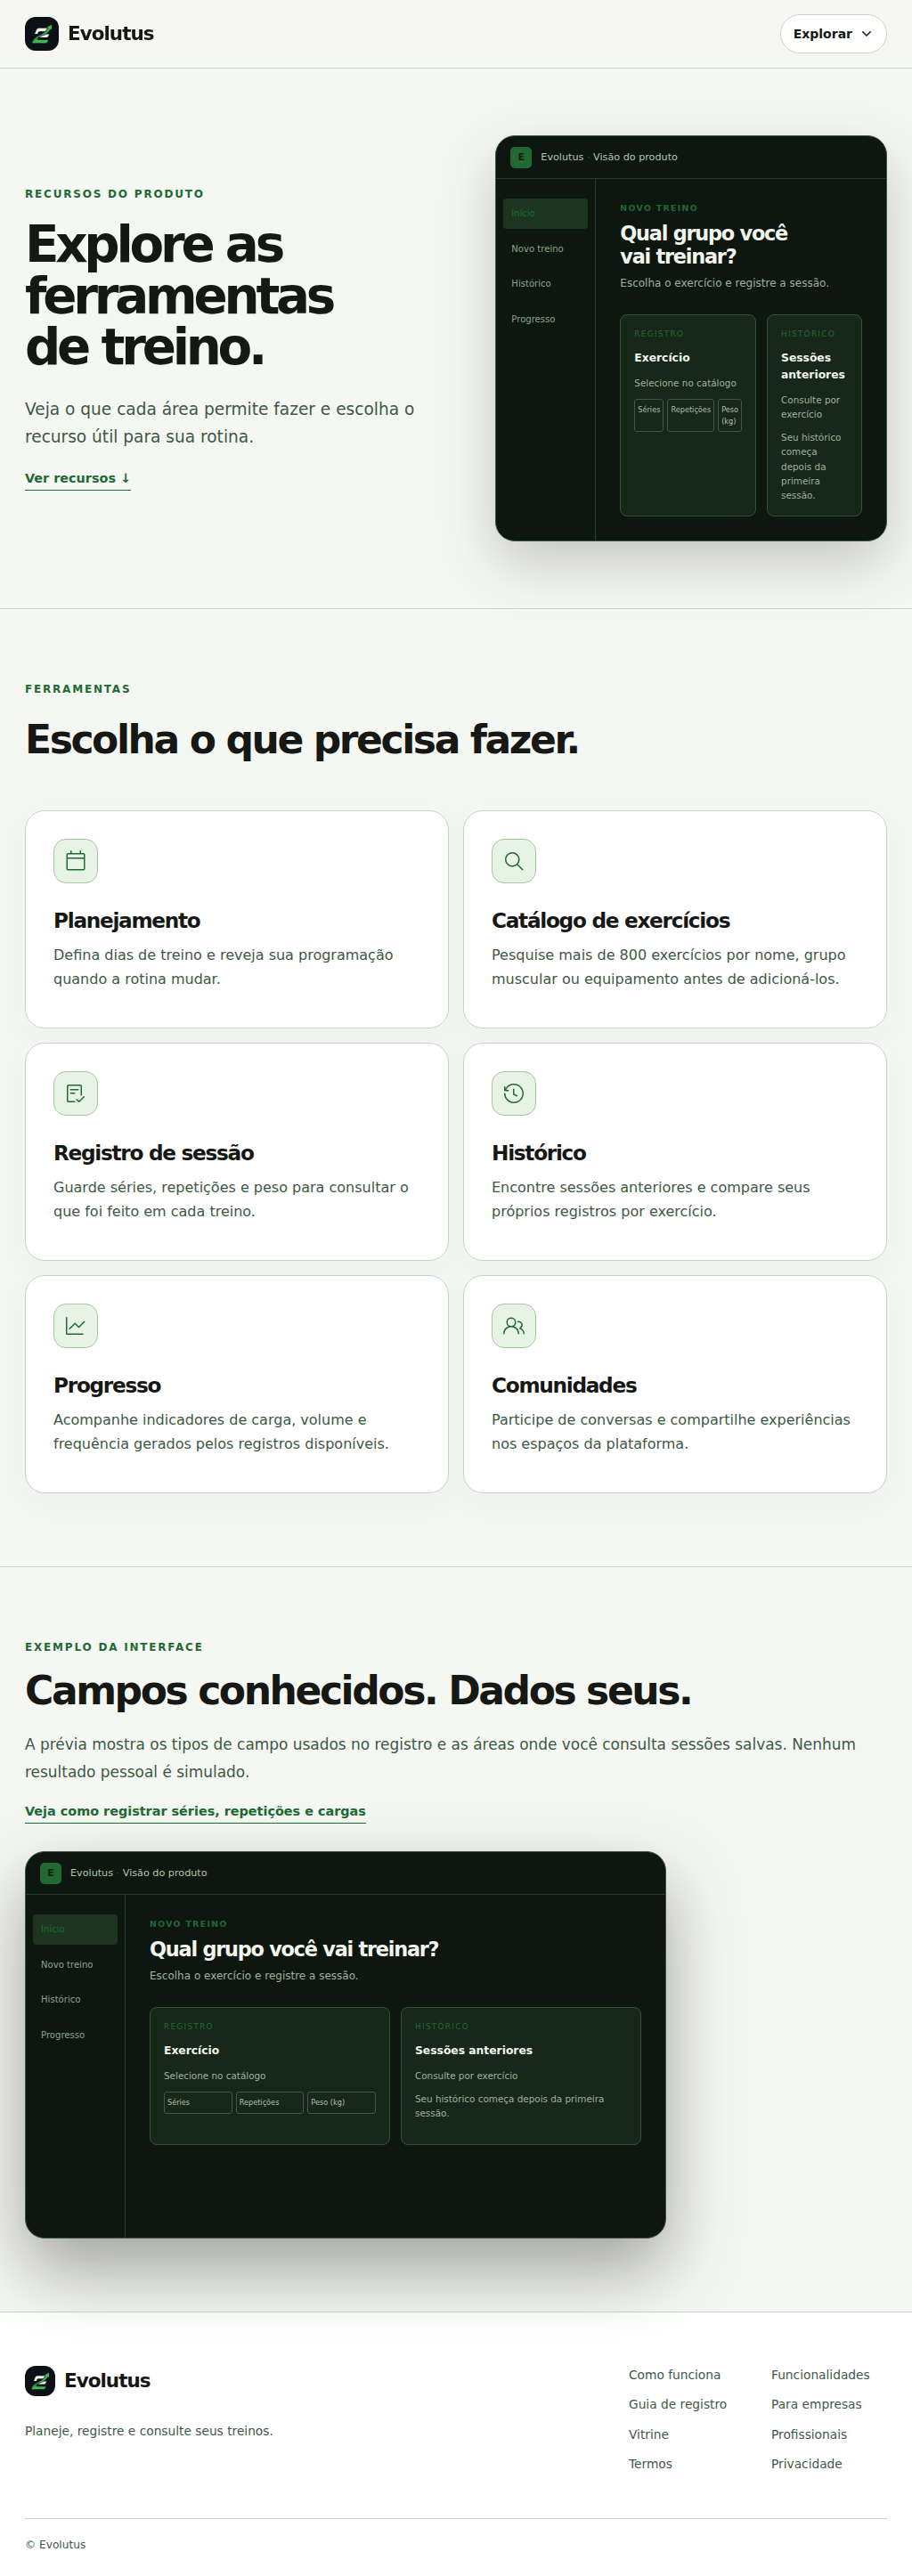 Evolutus
Explorar
RECURSOS DO PRODUTO
Explore as
ferramentas
de treino.
Veja o que cada área permite fazer e escolha o
recurso útil para sua rotina.
Ver recursos ↓
E
Evolutus · Visão do produto
Início
Novo treino
Histórico
Progresso
NOVO TREINO
Qual grupo você
vai treinar?
Escolha o exercício e registre a sessão.
REGISTRO
Exercício
Selecione no catálogo
Séries
Repetições
Peso
(kg)
HISTÓRICO
Sessões
anteriores
Consulte por
exercício
Seu histórico
começa
depois da
primeira
sessão.
FERRAMENTAS
Escolha o que precisa fazer.
Planejamento
Defina dias de treino e reveja sua programação
quando a rotina mudar.
Catálogo de exercícios
Pesquise mais de 800 exercícios por nome, grupo
muscular ou equipamento antes de adicioná-los.
Registro de sessão
Guarde séries, repetições e peso para consultar o
que foi feito em cada treino.
Histórico
Encontre sessões anteriores e compare seus
próprios registros por exercício.
Progresso
Acompanhe indicadores de carga, volume e
frequência gerados pelos registros disponíveis.
Comunidades
Participe de conversas e compartilhe experiências
nos espaços da plataforma.
EXEMPLO DA INTERFACE
Campos conhecidos. Dados seus.
A prévia mostra os tipos de campo usados no registro e as áreas onde você consulta sessões salvas. Nenhum
resultado pessoal é simulado.
Veja como registrar séries, repetições e cargas
E
Evolutus · Visão do produto
Início
Novo treino
Histórico
Progresso
NOVO TREINO
Qual grupo você vai treinar?
Escolha o exercício e registre a sessão.
REGISTRO
Exercício
Selecione no catálogo
Séries
Repetições
Peso (kg)
HISTÓRICO
Sessões anteriores
Consulte por exercício
Seu histórico começa depois da primeira
sessão.
Evolutus
Planeje, registre e consulte seus treinos.
Como funciona
Funcionalidades
Guia de registro
Para empresas
Vitrine
Profissionais
Termos
Privacidade
© Evolutus